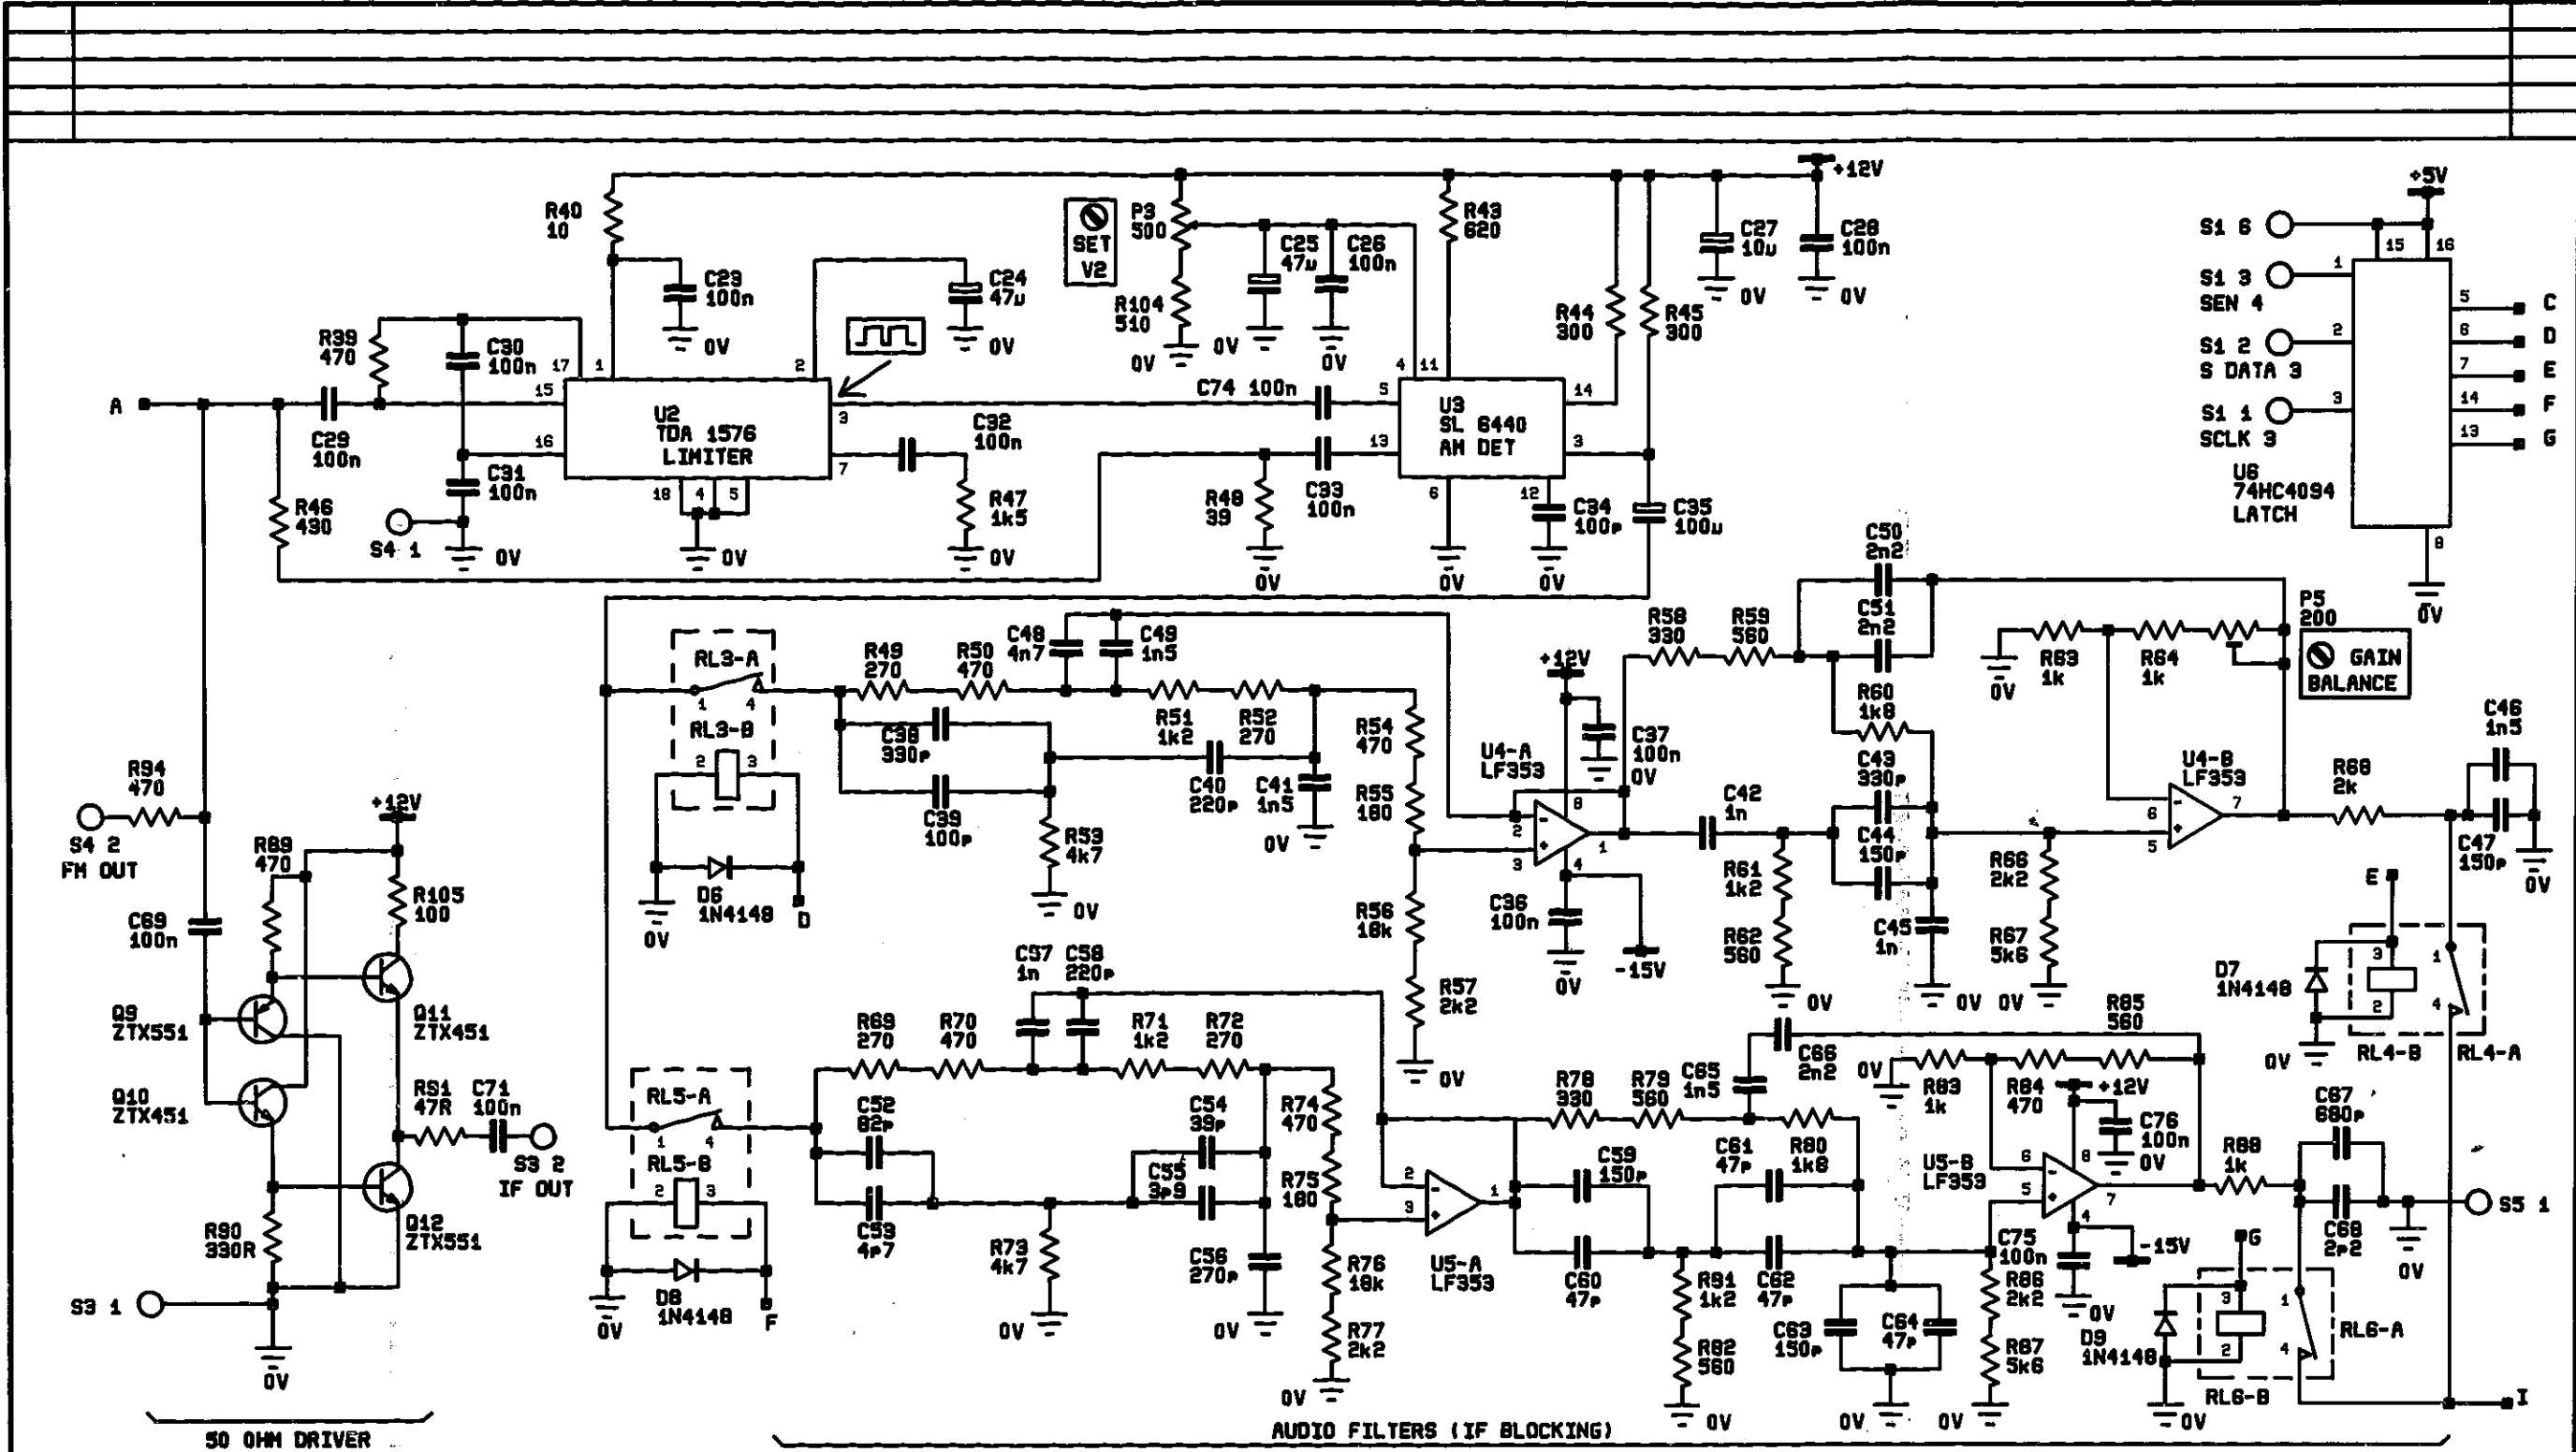 +12V
+5V
R40
10
SET
V2
P3
500
R43
620
C25
47µ
C26
100n
C27
10µ
C28
100n
S1 6
15
16
C23
100n
C24
47µ
R104
510
R44
300
R45
300
0V
0V
S1 3
SEN 4
1
5
C
R39
470
C30
100n
0V
0V
0V
0V
0V
S1 2
S DATA 3
2
6
D
17
1
2
4
11
7
E
A
15
3
C74 100n
5
14
S1 1
SCLK 3
3
14
F
C29
100n
16
U2
TDA 1576
LIMITER
C32
100n
7
13
U3
SL 6440
AM DET
3
13
G
C31
100n
18
4
5
R47
1k5
R48
39
C33
100n
6
12
C34
100p
C35
100µ
U6
74HC4094
LATCH
R46
430
S4 1
0V
0V
0V
0V
0V
0V
8
0V
C50
2n2
C51
2n2
R58
330
R59
560
P5
200
GAIN
BALANCE
R63
1k
R64
1k
0V
RL3-A
1
4
RL3-B
2
3
R49
270
R50
470
C48
4n7
C49
1n5
R51
1k2
R52
270
+12V
R60
1k8
C46
1n5
C38
330p
C39
100p
C40
220p
C41
1n5
0V
R54
470
R55
180
U4-A
LF353
C37
100n
0V
C42
1n
C43
330p
C44
150p
U4-B
LF353
R68
2k
C47
150p
0V
8
2
3
1
4
6
5
7
R94
470
S4 2
FM OUT
R89
470
+12V
R105
100
C69
100n
D6
1N4148
D
0V
R53
4k7
0V
R56
18k
R57
2k2
0V
C36
100n
0V
-15V
R61
1k2
R62
560
0V
C45
1n
0V
R66
2k2
R67
5k6
0V
E
D7
1N4148
3
2
1
4
0V
RL4-B
RL4-A
Q9
ZTX551
Q11
ZTX451
Q10
ZTX451
R91
47R
C71
100n
S3 2
IF OUT
R90
330R
Q12
ZTX551
S3 1
0V
50 OHM DRIVER
C57
1n
C58
220p
R69
270
R70
470
R71
1k2
R72
270
RL5-A
1
4
RL5-B
2
3
C52
82p
C53
4p7
C54
39p
C55
3p9
R74
470
R75
180
C56
270p
0V
R73
4k7
0V
R76
18k
R77
2k2
0V
D8
1N4148
F
0V
2
3
1
U5-A
LF353
R78
330
R79
560
C65
1n5
C66
2n2
R85
560
0V
R83
1k
R84
470
+12V
C76
100n
0V
C59
150p
C60
47p
C61
47p
R80
1k8
C62
47p
R81
1k2
R82
560
0V
C63
150p
C64
47p
0V
U5-B
LF353
6
5
8
7
4
C75
100n
0V
-15V
R86
2k2
R87
5k6
0V
R88
1k
C67
680p
C68
2p2
0V
S5 1
G
D9
1N4148
3
2
1
4
RL6-A
RL6-B
0V
I
AUDIO FILTERS (IF BLOCKING)